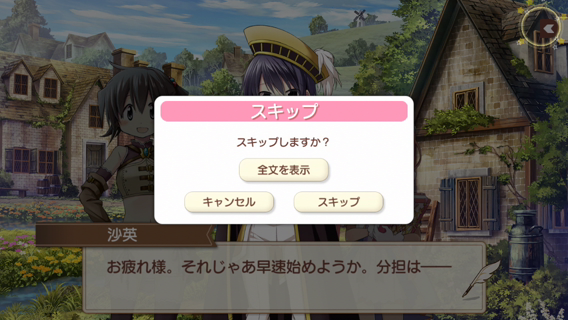 スキップ
スキップしますか？
全文を表示
キャンセル
スキップ
沙英
お疲れ様。それじゃあ早速始めようか。分担は――